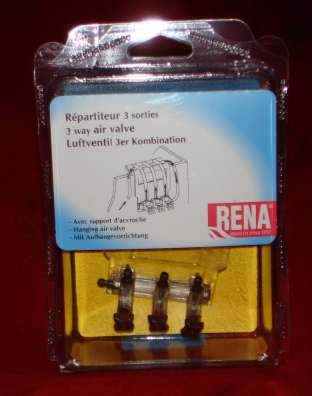 Répartiteur 3 sorties
3 way air valve
Luftventil 3er Kombination
- Avec support d'accroche
- Hanging air valve
- Mit Aufhängevorrichtung
RENA